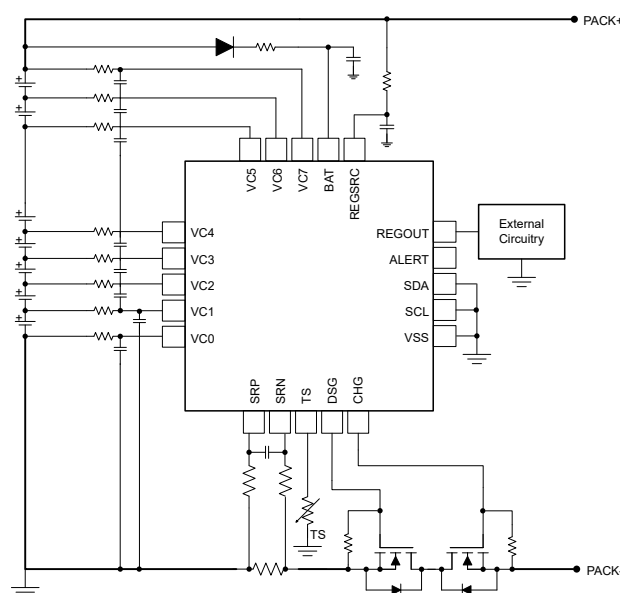 PACK+
+
+
+
+
+
+
+
VC5
VC6
VC7
BAT
REGSRC
VC4
VC3
VC2
VC1
VC0
REGOUT
ALERT
SDA
SCL
VSS
External
Circuitry
SRP
SRN
TS
DSG
CHG
TS
PACK-